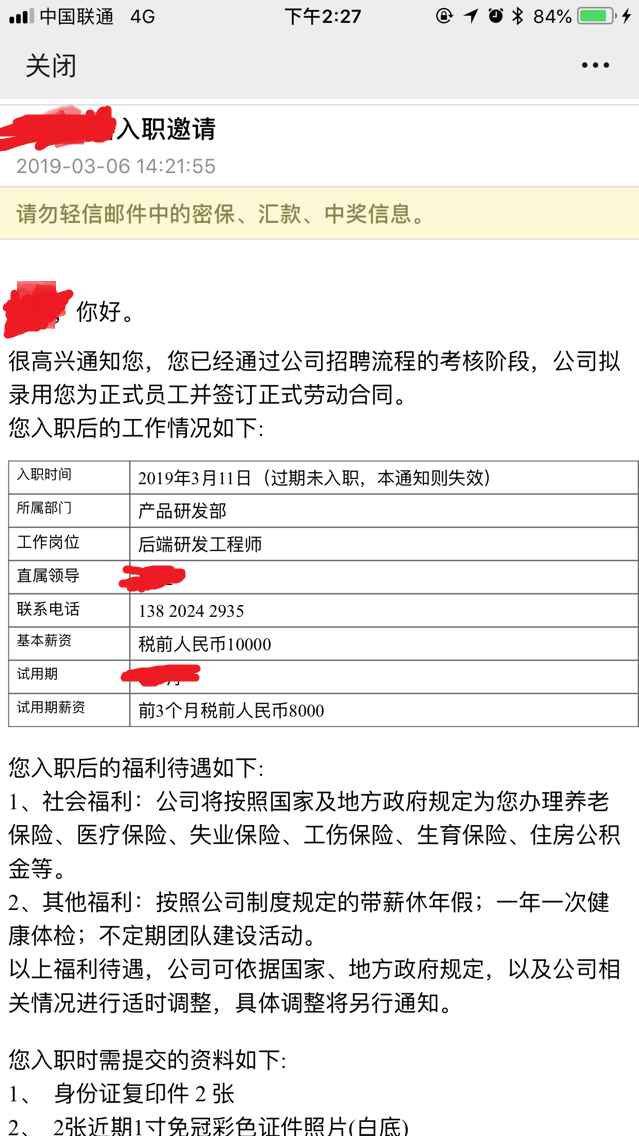 中国联通 4G 下午2:27 84%
关闭
入职邀请
2019-03-06 14:21:55
请勿轻信邮件中的密保、汇款、中奖信息。
，你好。
很高兴通知您，您已经通过公司招聘流程的考核阶段，公司拟
录用您为正式员工并签订正式劳动合同。
您入职后的工作情况如下:
入职时间 2019年3月11日（过期未入职，本通知则失效）
所属部门 产品研发部
工作岗位 后端研发工程师
直属领导
联系电话 138 2024 2935
基本薪资 税前人民币10000
试用期
试用期薪资 前3个月税前人民币8000
您入职后的福利待遇如下:
1、社会福利：公司将按照国家及地方政府规定为您办理养老
保险、医疗保险、失业保险、工伤保险、生育保险、住房公积
金等。
2、其他福利：按照公司制度规定的带薪休年假；一年一次健
康体检；不定期团队建设活动。
以上福利待遇，公司可依据国家、地方政府规定，以及公司相
关情况进行适时调整，具体调整将另行通知。
您入职时需提交的资料如下:
1、 身份证复印件 2 张
2、 2张近期1寸免冠彩色证件照片(白底)